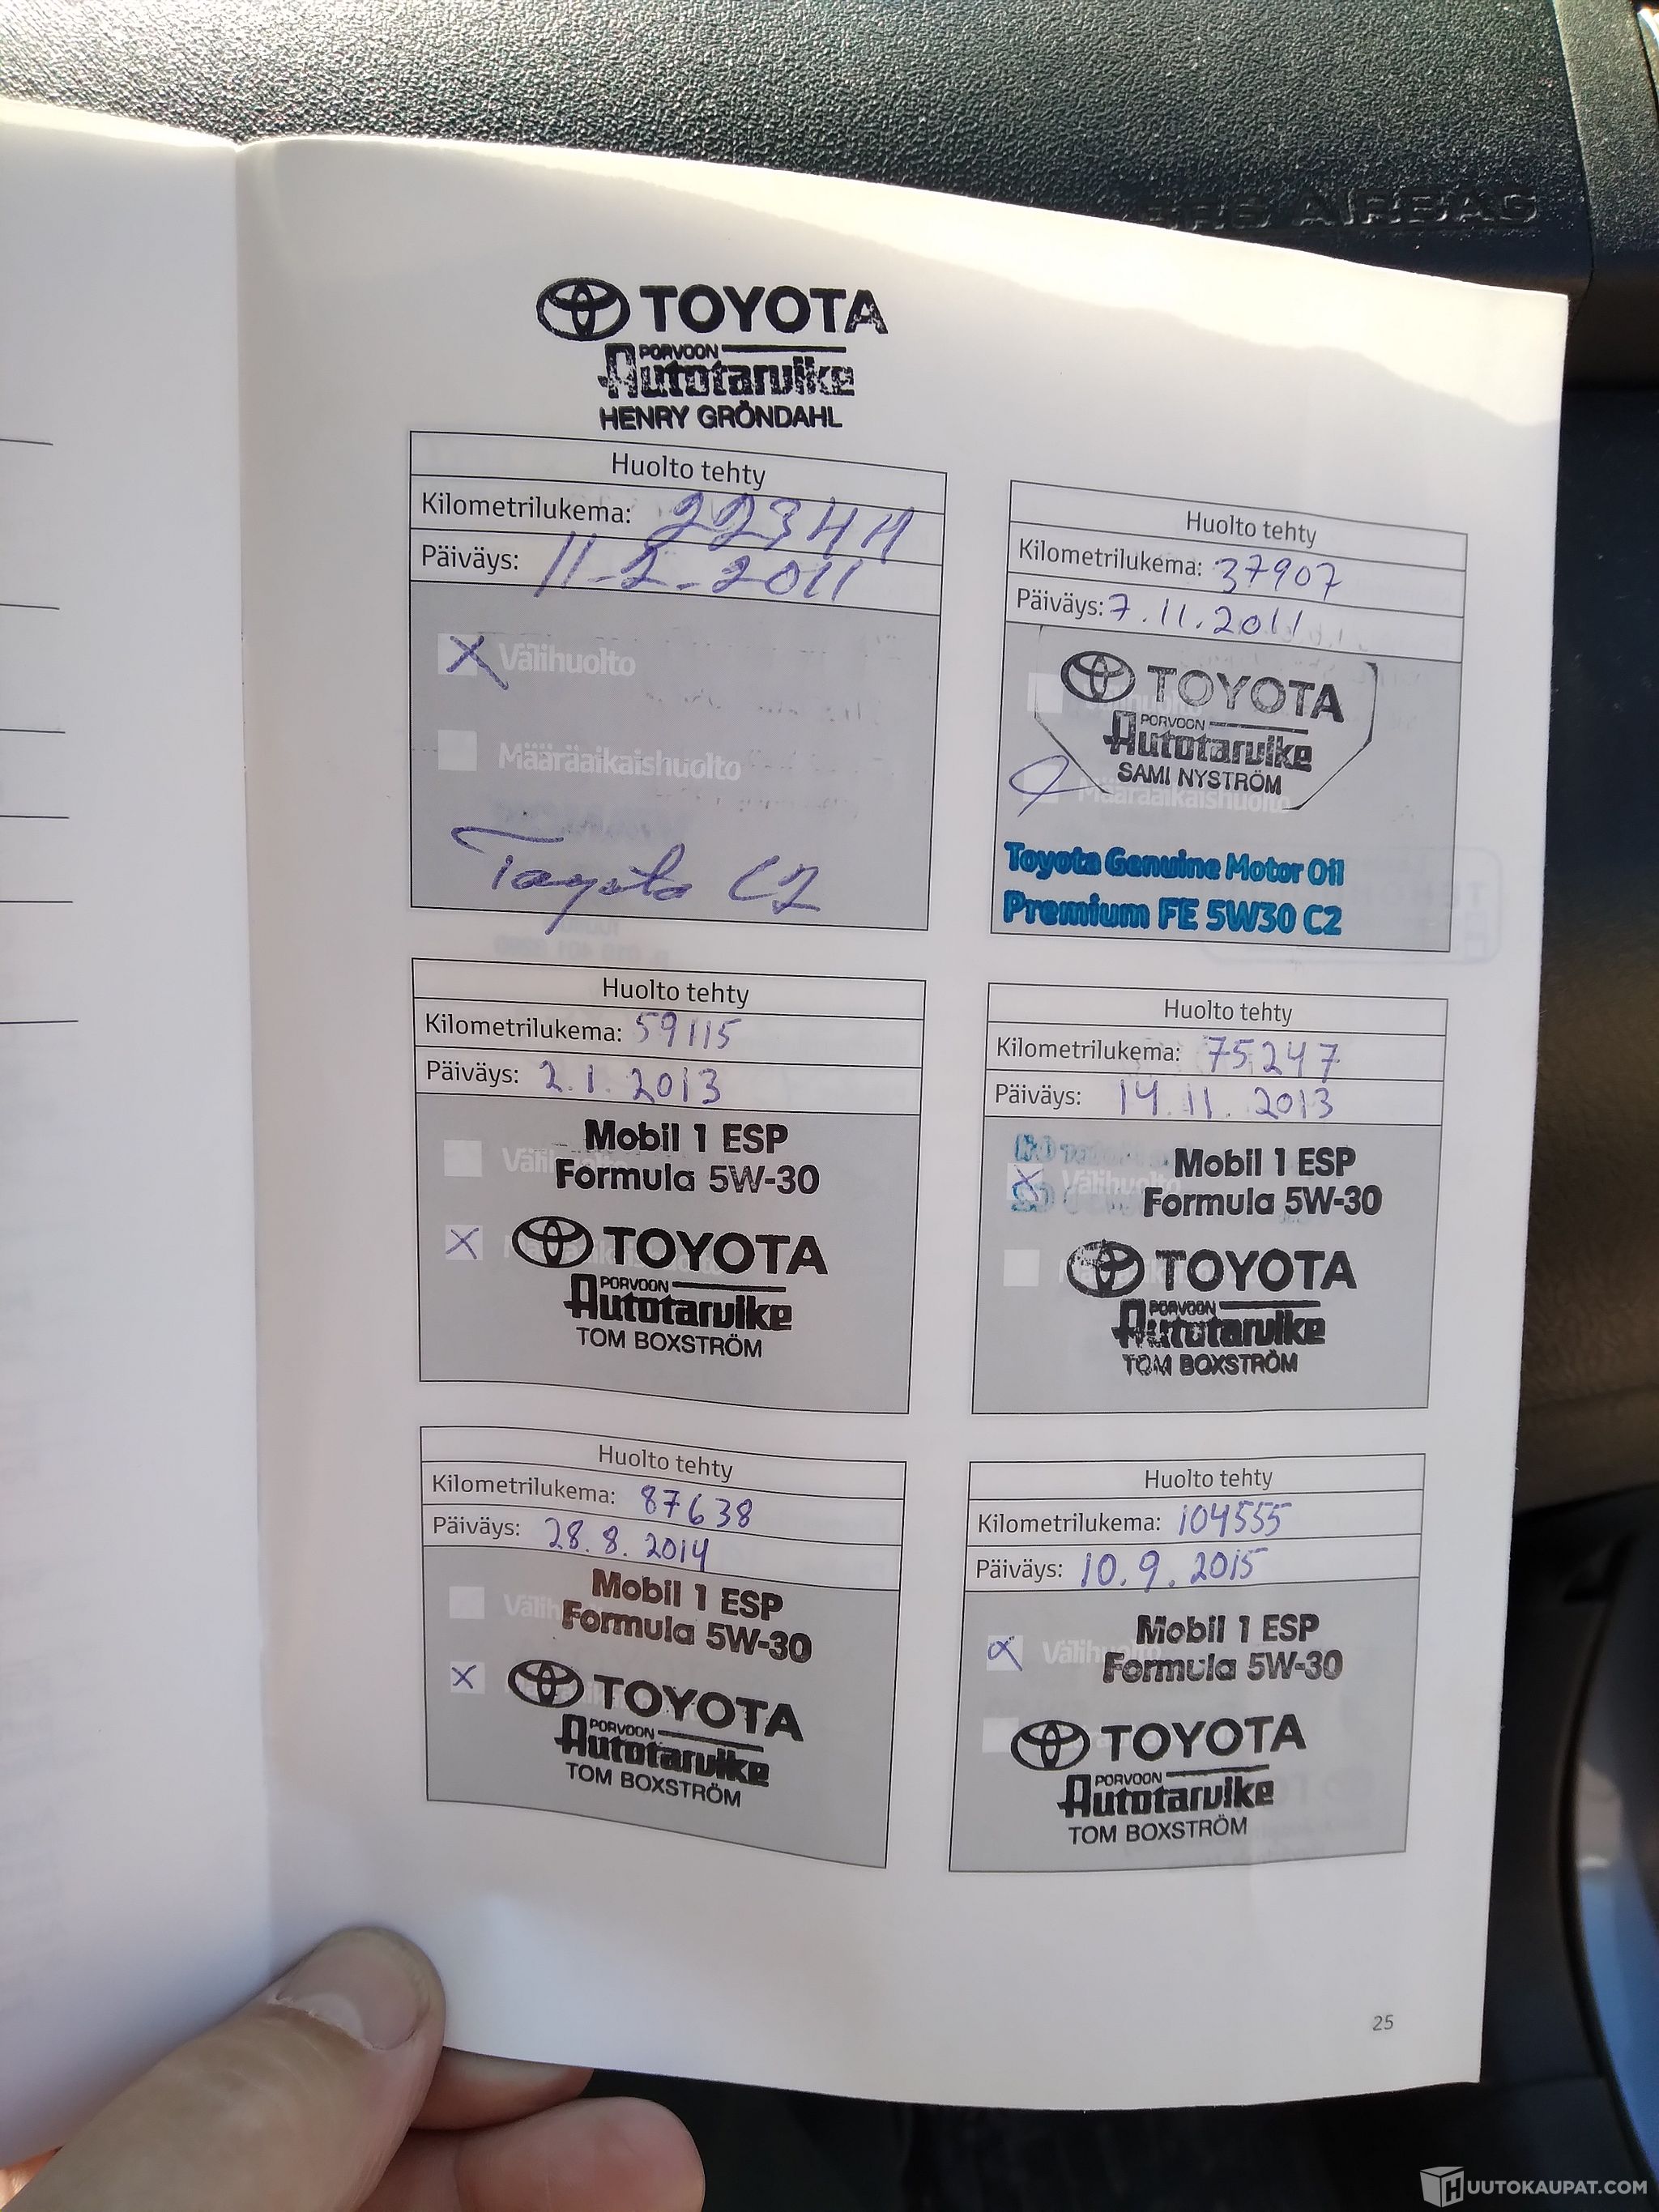 SRS AIRBAG
TOYOTA
PORVOON
Autotarvike
HENRY GRÖNDAHL
Huolto tehty
Kilometrilukema: 22344
Päiväys: 11-2-2011
X Välihuolto
Määräaikaishuolto
Toyota C2
Huolto tehty
Kilometrilukema: 37907
Päiväys: 7.11.2011
TOYOTA
PORVOON
Autotarvike
SAMI NYSTRÖM
Määräaikaishuolto
Toyota Genuine Motor Oil
Premium FE 5W30 C2
Huolto tehty
Kilometrilukema: 59115
Päiväys: 2.1.2013
Mobil 1 ESP
Formula 5W-30
X TOYOTA
PORVOON
Autotarvike
TOM BOXSTRÖM
Huolto tehty
Kilometrilukema: 75247
Päiväys: 14.11.2013
Mobil 1 ESP
X Välihuolto
Formula 5W-30
TOYOTA
PORVOON
Autotarvike
TOM BOXSTRÖM
Huolto tehty
Kilometrilukema: 87638
Päiväys: 28.8.2014
Mobil 1 ESP
Formula 5W-30
X TOYOTA
PORVOON
Autotarvike
TOM BOXSTRÖM
Huolto tehty
Kilometrilukema: 104555
Päiväys: 10.9.2015
Mobil 1 ESP
Välihuolto
Formula 5W-30
TOYOTA
PORVOON
Autotarvike
TOM BOXSTRÖM
25
HUUTOKAUPAT.COM